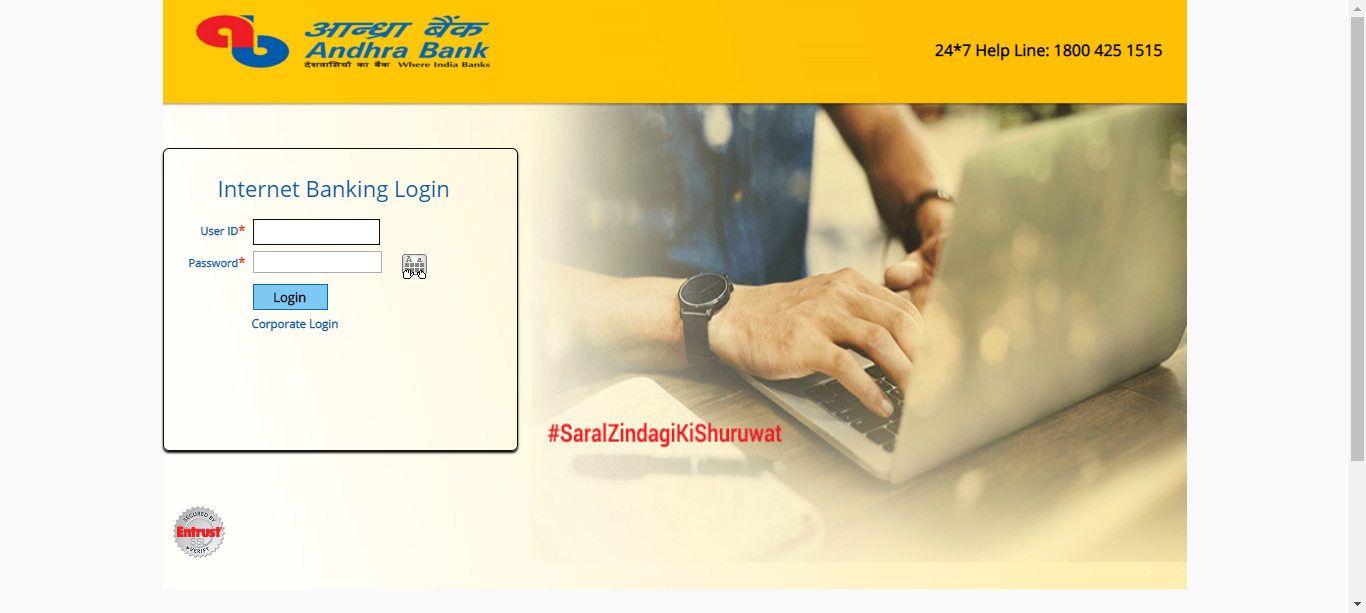 आन्ध्रा बैंक
Andhra Bank
देशवासियों का बैंक Where India Banks
24*7 Help Line: 1800 425 1515
Internet Banking Login
User ID*
Password*
A a
Login
Corporate Login
#SaralZindagiKiShuruwat
SECURED BY
Entrust
SSL
VERIFY